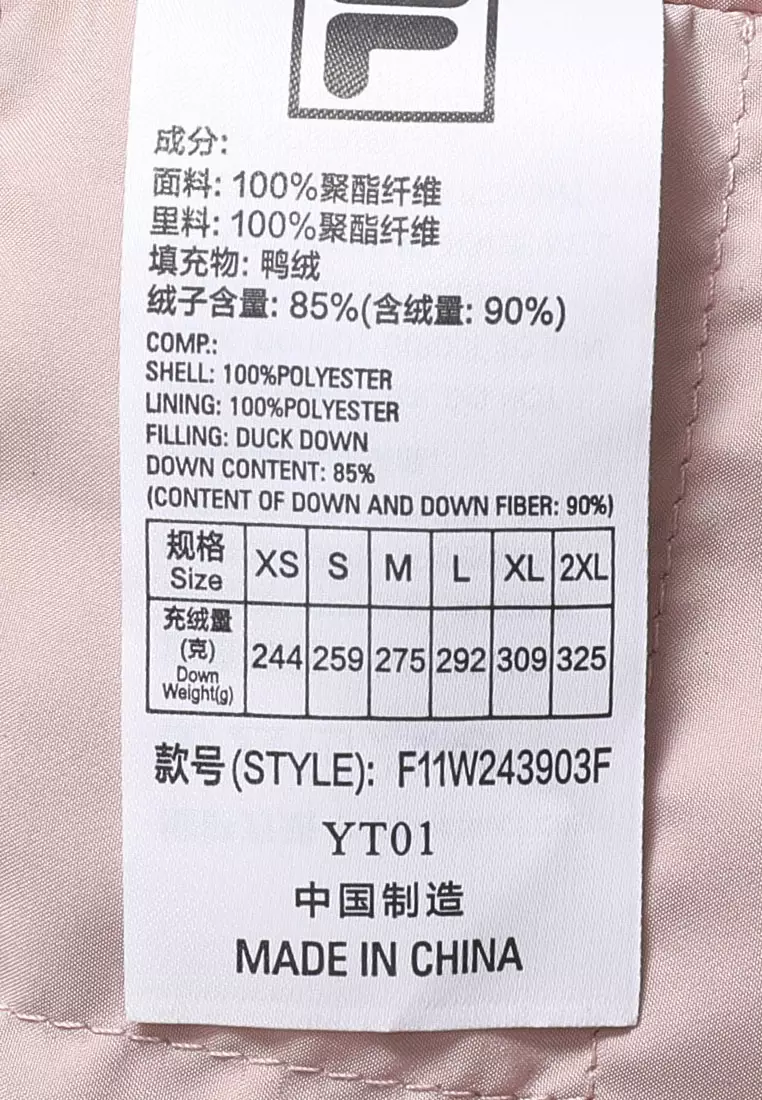 成分:
面料: 100%聚酯纤维
里料: 100%聚酯纤维
填充物: 鸭绒
绒子含量: 85%(含绒量: 90%)
COMP.:
SHELL: 100%POLYESTER
LINING: 100%POLYESTER
FILLING: DUCK DOWN
DOWN CONTENT: 85%
(CONTENT OF DOWN AND DOWN FIBER: 90%)
规格 Size XS S M L XL 2XL
充绒量 (克) Down Weight(g) 244 259 275 292 309 325
款号(STYLE): F11W243903F
YT01
中国制造
MADE IN CHINA